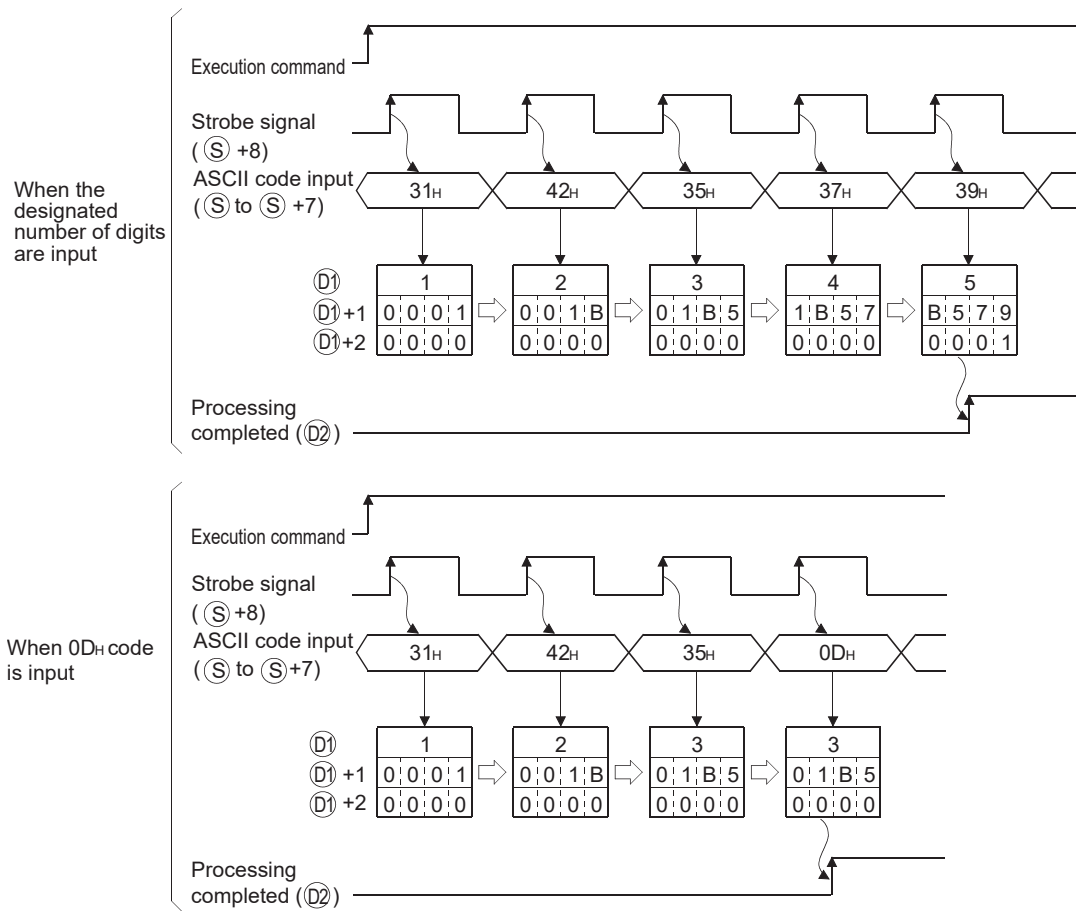 Execution command
Strobe signal
( Ⓢ +8)
ASCII code input
( Ⓢ to Ⓢ +7)
31H 42H 35H 37H 39H
When the
designated
number of digits
are input
D1 1 2 3 4 5
D1 +1 0 0 0 1 0 0 1 B 0 1 B 5 1 B 5 7 B 5 7 9
D1 +2 0 0 0 0 0 0 0 0 0 0 0 0 0 0 0 0 0 0 0 1
Processing
completed ( D2 )
Execution command
Strobe signal
( Ⓢ +8)
ASCII code input
( Ⓢ to Ⓢ +7)
31H 42H 35H 0DH
When 0DH code
is input
D1 1 2 3 3
D1 +1 0 0 0 1 0 0 1 B 0 1 B 5 0 1 B 5
D1 +2 0 0 0 0 0 0 0 0 0 0 0 0 0 0 0 0
Processing
completed ( D2 )